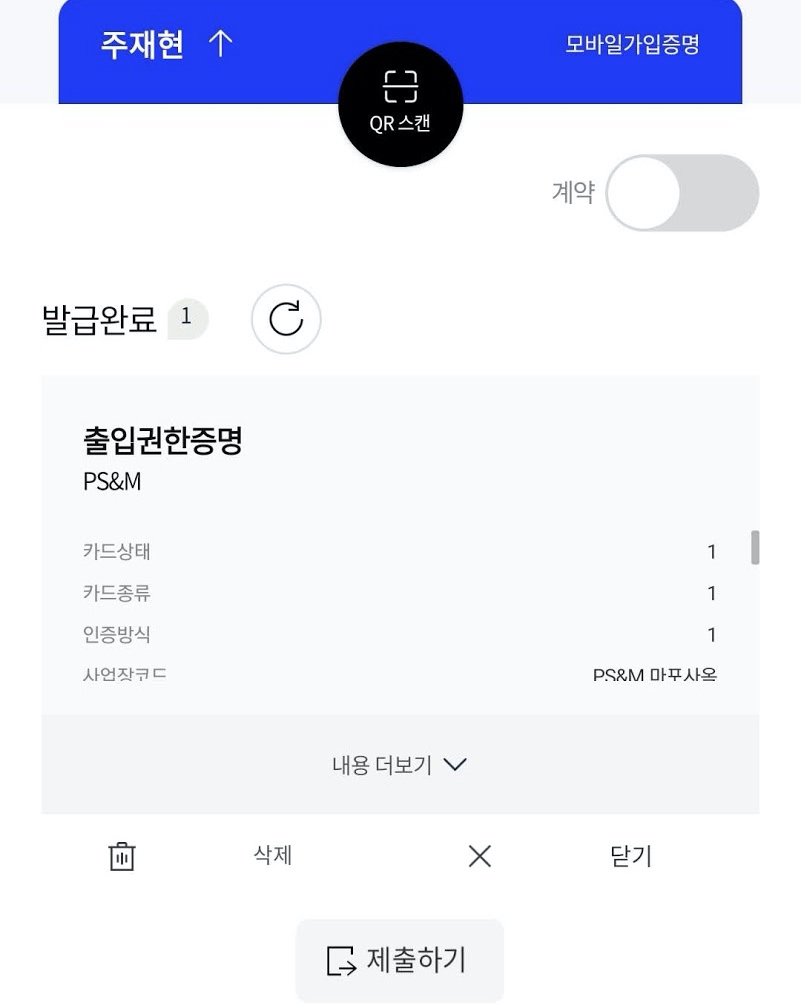 주재현
모바일가입증명
QR 스캔
계약
발급완료 1
출입권한증명
PS&M
카드상태 1
카드종류 1
인증방식 1
사업장코드 PS&M 마포사옥
내용 더보기
삭제 닫기
제출하기